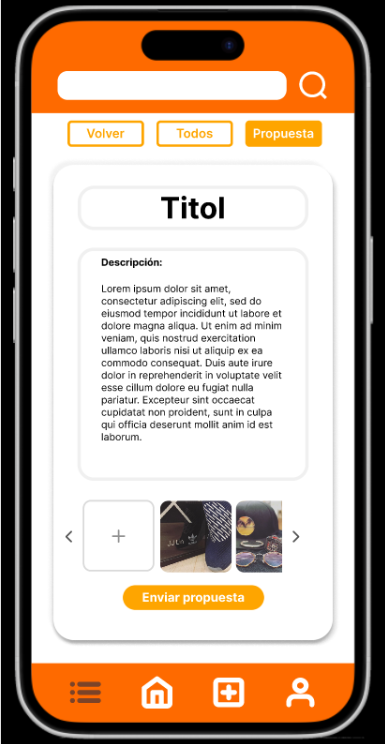 Volver Todos Propuesta
Titol
Descripción:
Lorem ipsum dolor sit amet,
consectetur adipiscing elit, sed do
eiusmod tempor incididunt ut labore et
dolore magna aliqua. Ut enim ad minim
veniam, quis nostrud exercitation
ullamco laboris nisi ut aliquip ex ea
commodo consequat. Duis aute irure
dolor in reprehenderit in voluptate velit
esse cillum dolore eu fugiat nulla
pariatur. Excepteur sint occaecat
cupidatat non proident, sunt in culpa
qui officia deserunt mollit anim id est
laborum.
Enviar propuesta